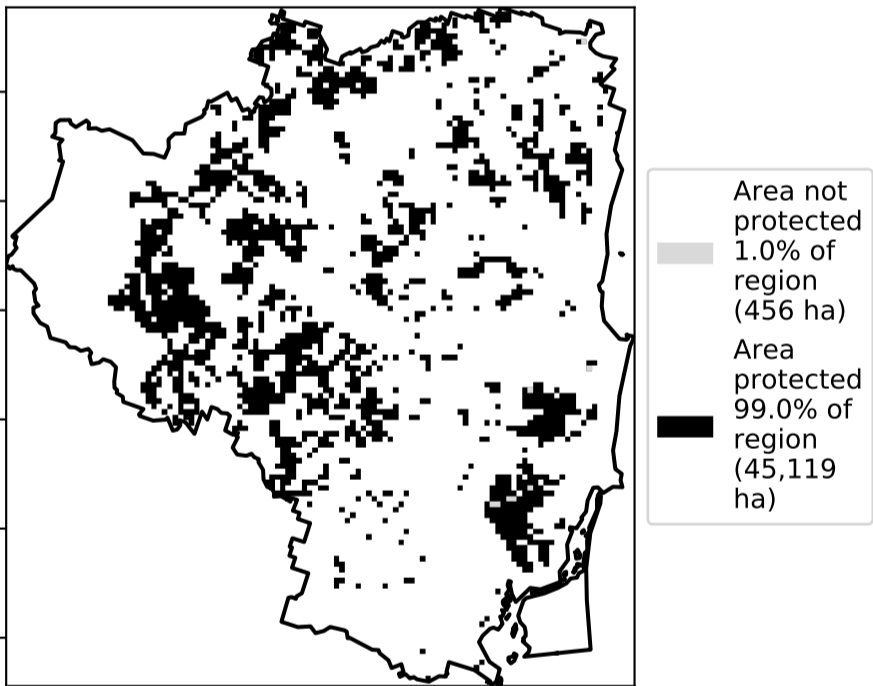 Area not
protected
1.0% of
region
(456 ha)
Area
protected
99.0% of
region
(45,119
ha)